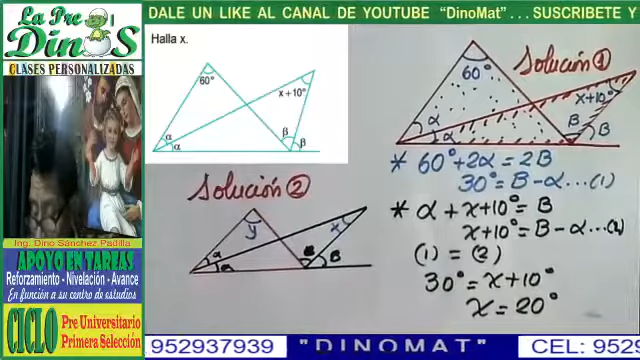 La Pre
DinoS
CLASES PERSONALIZADAS
DALE UN LIKE AL CANAL DE YOUTUBE “DinoMat” ... SUSCRIBETE Y
Halla x.
60°
x+10°
α
α
β
β
Solución 1
60°
x+10°
α
α
B
B
* 60°+2α=2B
30°=B-α...(1)
* α+x+10°=B
x+10°=B-α...(2)
(1)=(2)
30°=x+10°
x=20°
Solución 2
y
x
α
α
B
B
Ing. Dino Sánchez Padilla
APOYO EN TAREAS
Reforzamiento - Nivelación - Avance
En función a su centro de estudios
CICLO
Pre Universitario
Primera Selección
952937939 "DINOMAT" CEL: 9529